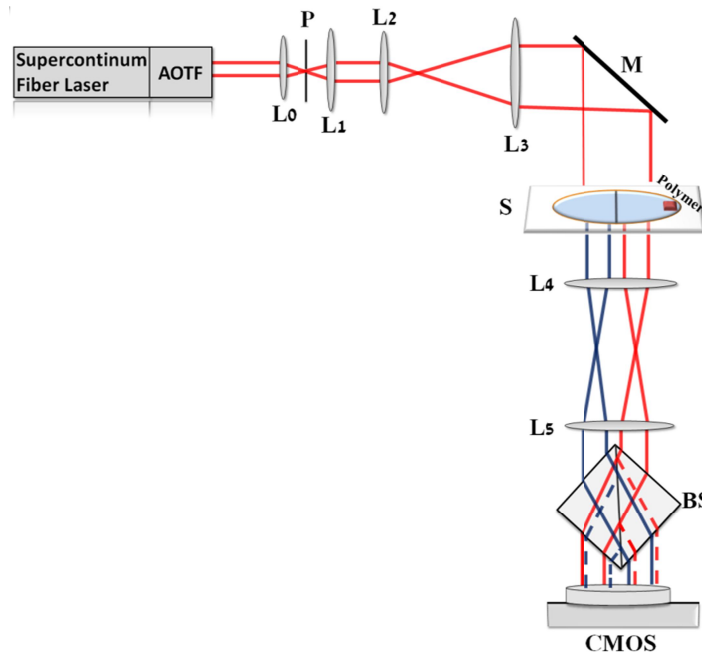 Supercontinum
Fiber Laser
AOTF
L0
P
L1
L2
L3
M
S
Polymer
L4
L5
BS
CMOS